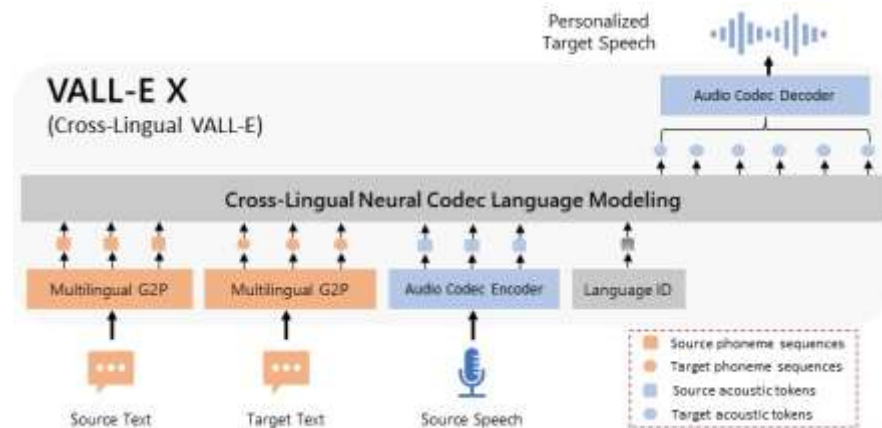 Personalized
Target Speech
VALL-E X
(Cross-Lingual VALL-E)
Audio Codec Decoder
Cross-Lingual Neural Codec Language Modeling
Multilingual G2P
Multilingual G2P
Audio Codec Encoder
Language ID
Source Text
Target Text
Source Speech
Source phoneme sequences
Target phoneme sequences
Source acoustic tokens
Target acoustic tokens